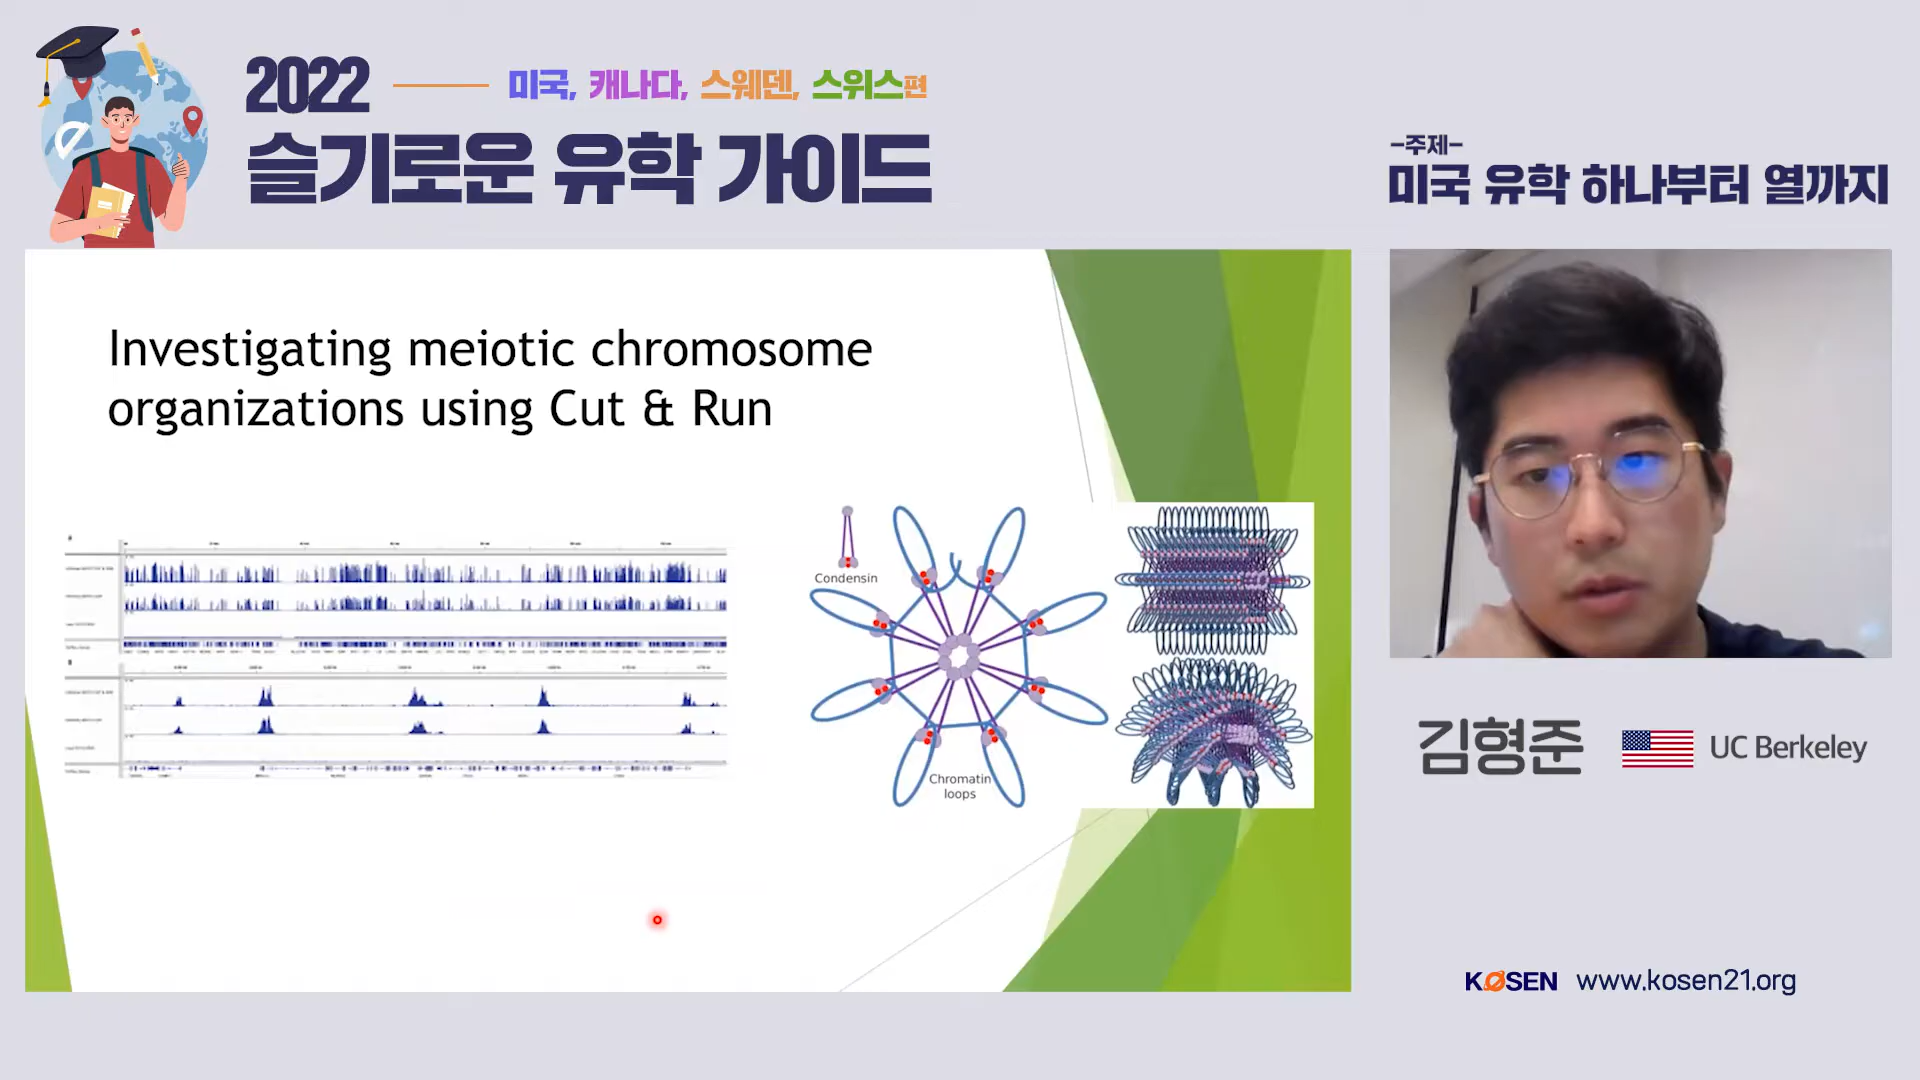 2022
미국, 캐나다, 스웨덴, 스위스편
슬기로운 유학 가이드
-주제-
미국 유학 하나부터 열까지
Investigating meiotic chromosome
organizations using Cut & Run
Condensin
Chromatin
loops
김형준
UC Berkeley
KOSEN www.kosen21.org